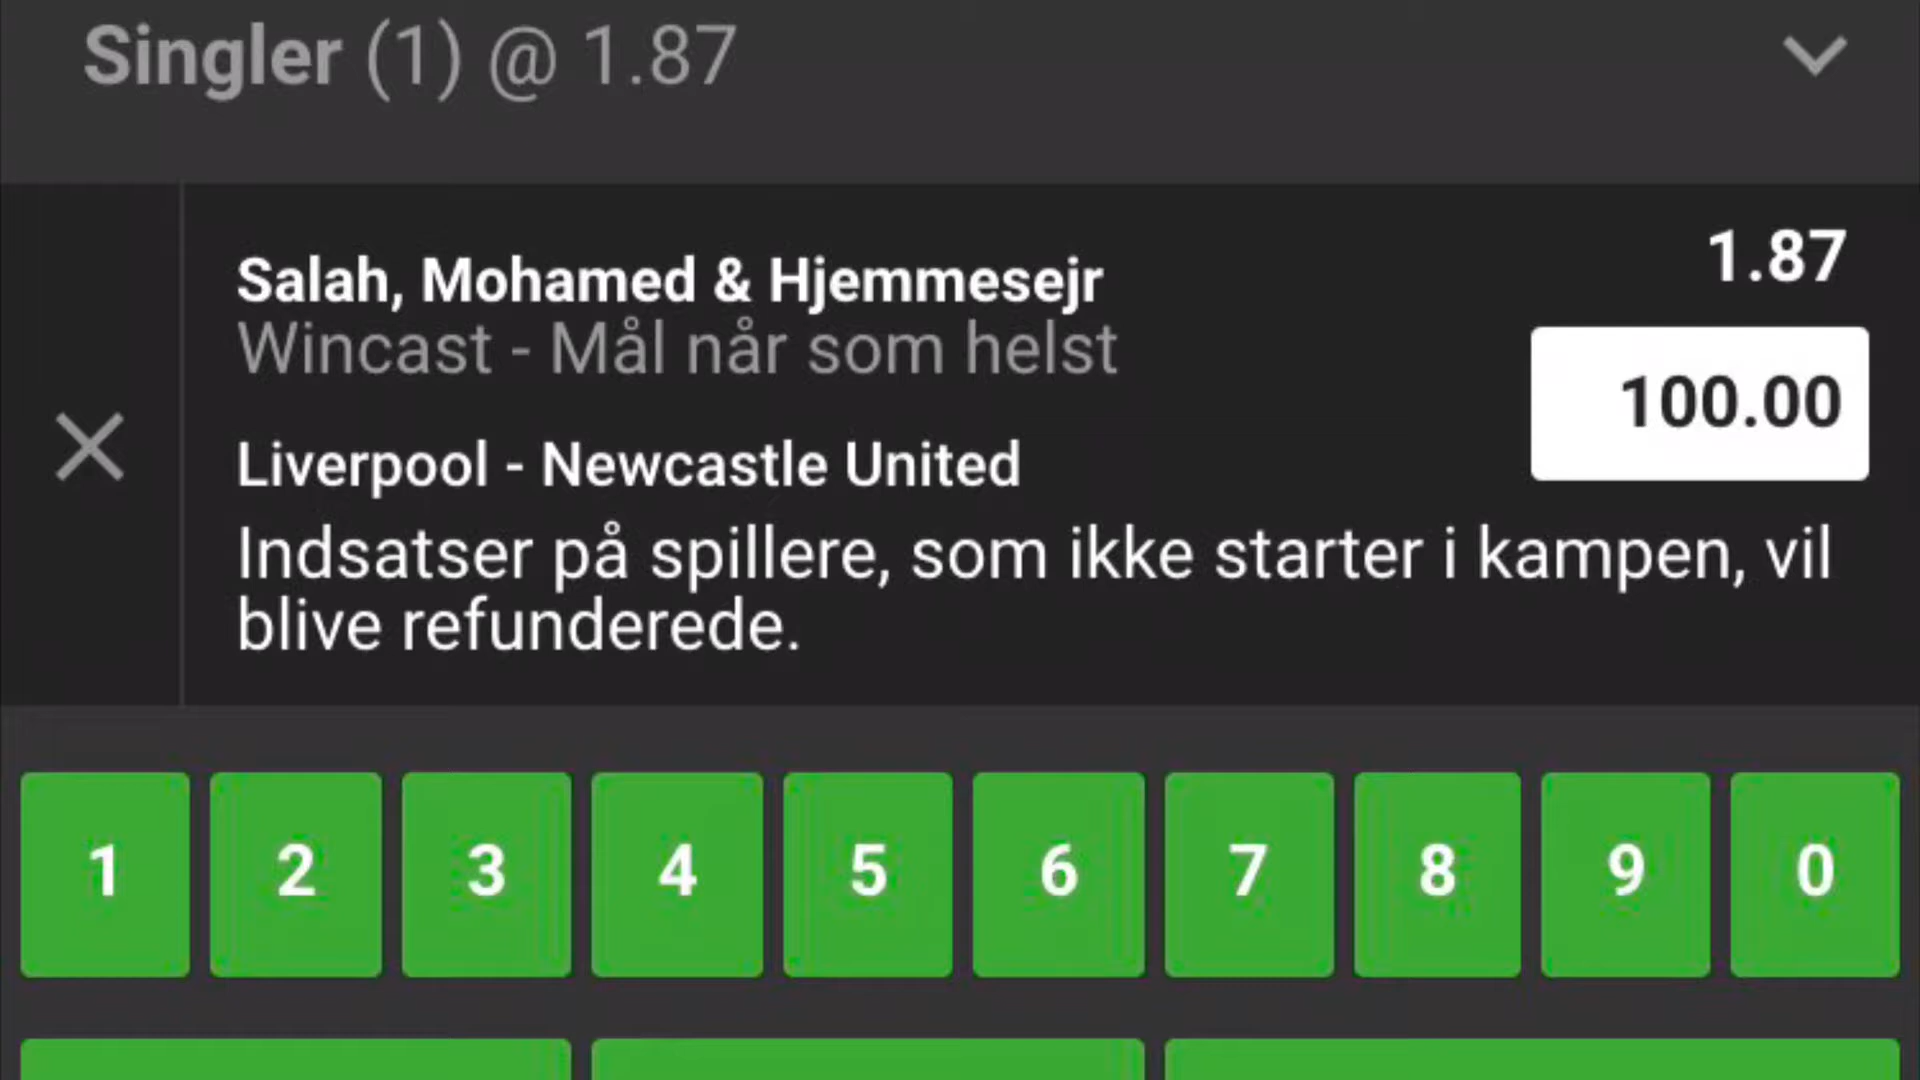 Singler (1) @ 1.87
Salah, Mohamed & Hjemmesejr
1.87
Wincast - Mål når som helst
100.00
Liverpool - Newcastle United
Indsatser på spillere, som ikke starter i kampen, vil
blive refunderede.
1 2 3 4 5 6 7 8 9 0